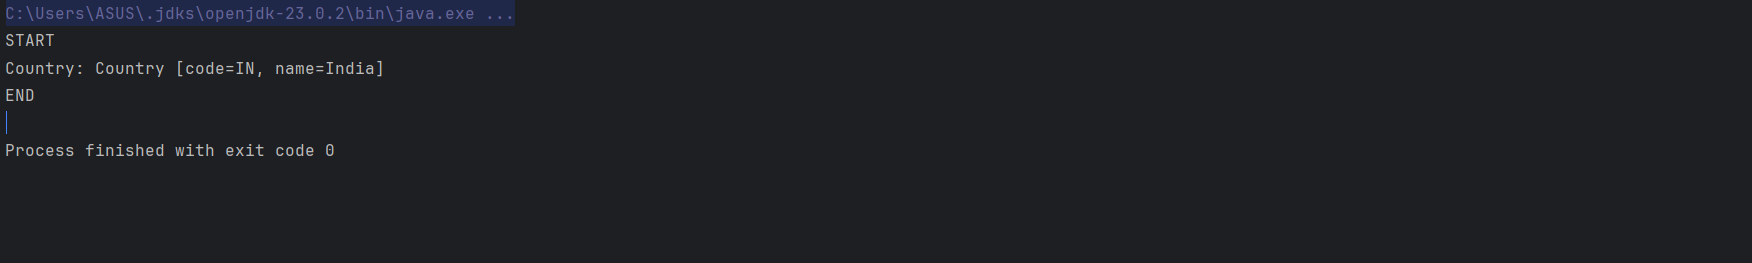 C:\Users\ASUS\.jdks\openjdk-23.0.2\bin\java.exe ...
START
Country: Country [code=IN, name=India]
END
Process finished with exit code 0